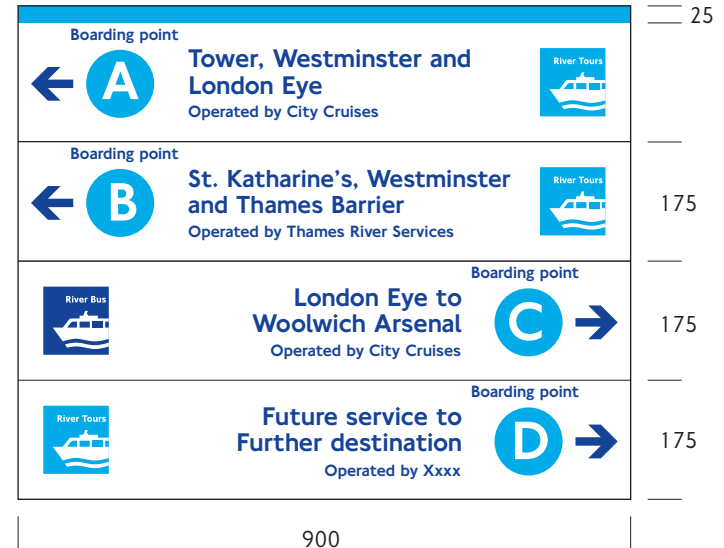 25
Boarding point
A
Tower, Westminster and
London Eye
Operated by City Cruises
River Tours
Boarding point
B
St. Katharine's, Westminster
and Thames Barrier
Operated by Thames River Services
River Tours
175
River Bus
London Eye to
Woolwich Arsenal
Operated by City Cruises
Boarding point
C
175
River Tours
Future service to
Further destination
Operated by Xxxx
Boarding point
D
175
900